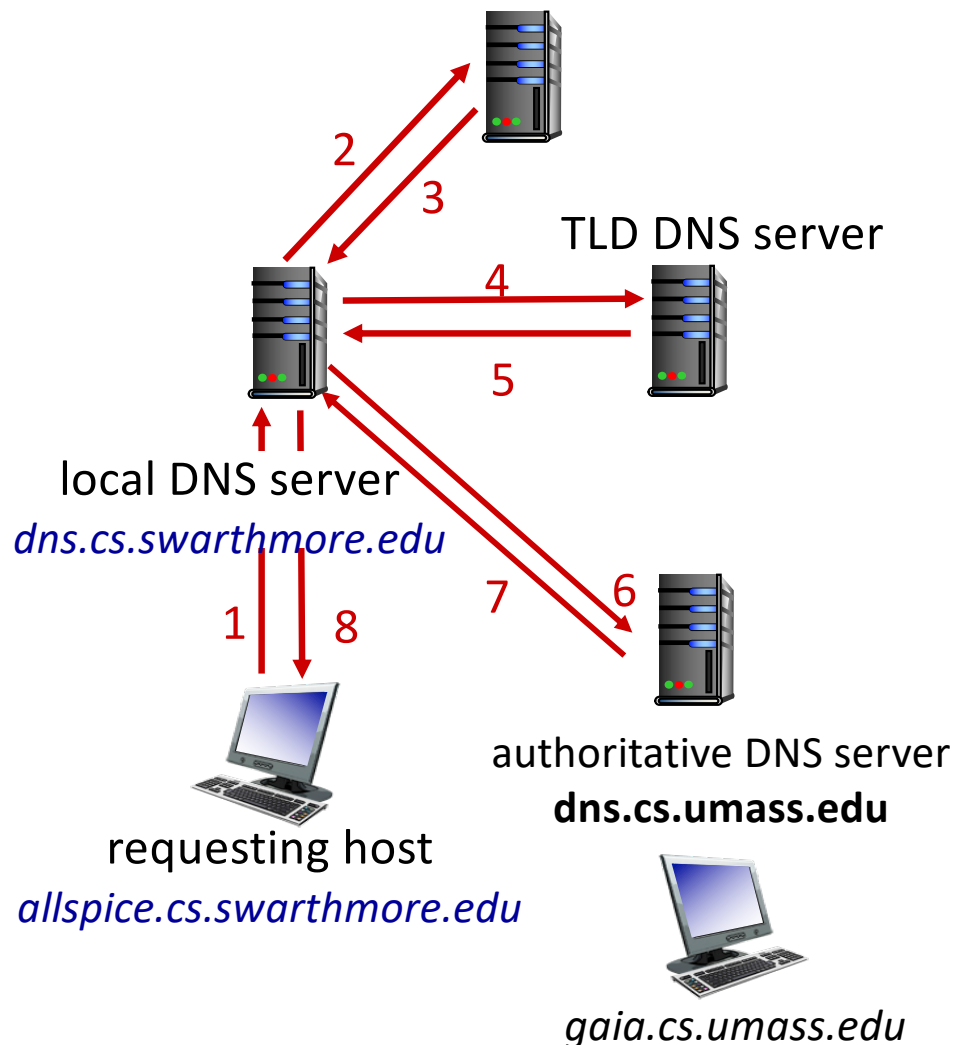 2
3
TLD DNS server
4
5
local DNS server
dns.cs.swarthmore.edu
6
7
1
8
authoritative DNS server
dns.cs.umass.edu
requesting host
allspice.cs.swarthmore.edu
gaia.cs.umass.edu